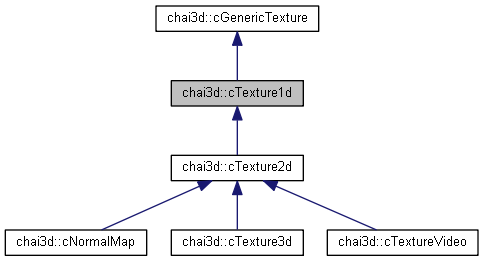 chai3d::cGenericTexture
chai3d::cTexture1d
chai3d::cTexture2d
chai3d::cNormalMap
chai3d::cTexture3d
chai3d::cTextureVideo